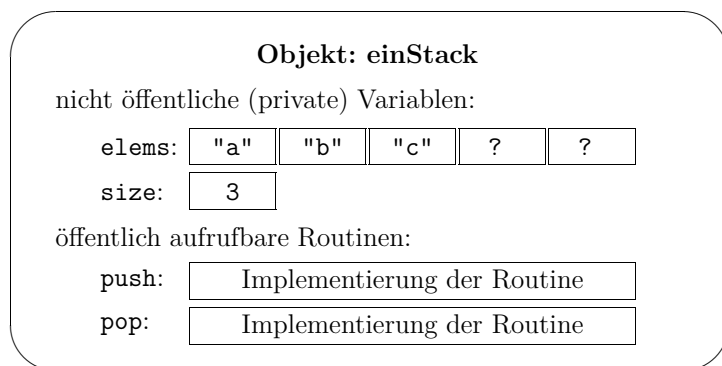 Objekt: einStack
nicht öffentliche (private) Variablen:
elems: "a" "b" "c" ? ?
size: 3
öffentlich aufrufbare Routinen:
push: Implementierung der Routine
pop: Implementierung der Routine